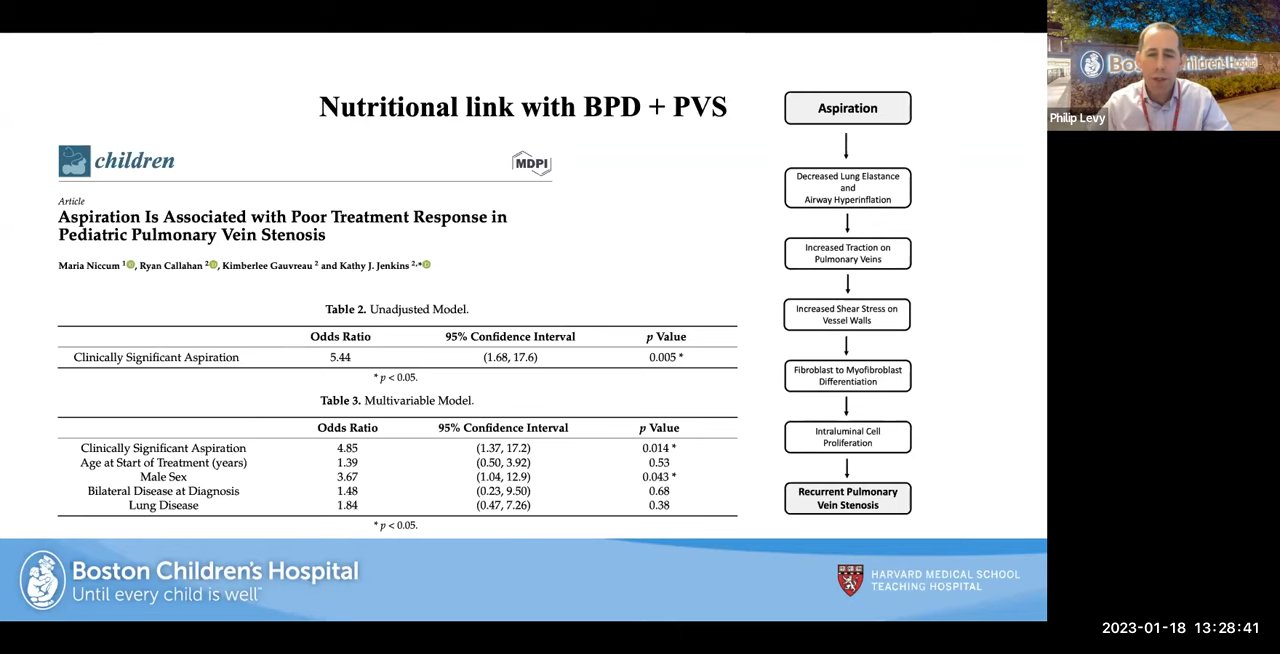 Nutritional link with BPD + PVS
children
MDPI
Article
Aspiration Is Associated with Poor Treatment Response in
Pediatric Pulmonary Vein Stenosis
Maria Niccum 1, Ryan Callahan 2, Kimberlee Gauvreau 2 and Kathy J. Jenkins 2,*
Table 2. Unadjusted Model.
Odds Ratio 95% Confidence Interval p Value
Clinically Significant Aspiration 5.44 (1.68, 17.6) 0.005 *
* p < 0.05.
Table 3. Multivariable Model.
Odds Ratio 95% Confidence Interval p Value
Clinically Significant Aspiration 4.85 (1.37, 17.2) 0.014 *
Age at Start of Treatment (years) 1.39 (0.50, 3.92) 0.53
Male Sex 3.67 (1.04, 12.9) 0.043 *
Bilateral Disease at Diagnosis 1.48 (0.23, 9.50) 0.68
Lung Disease 1.84 (0.47, 7.26) 0.38
* p < 0.05.
Aspiration
Decreased Lung Elastance
and
Airway Hyperinflation
Increased Traction on
Pulmonary Veins
Increased Shear Stress on
Vessel Walls
Fibroblast to Myofibroblast
Differentiation
Intraluminal Cell
Proliferation
Recurrent Pulmonary
Vein Stenosis
Boston Children's Hospital
Until every child is well™
HARVARD MEDICAL SCHOOL
TEACHING HOSPITAL
Philip Levy
2023-01-18 13:28:41